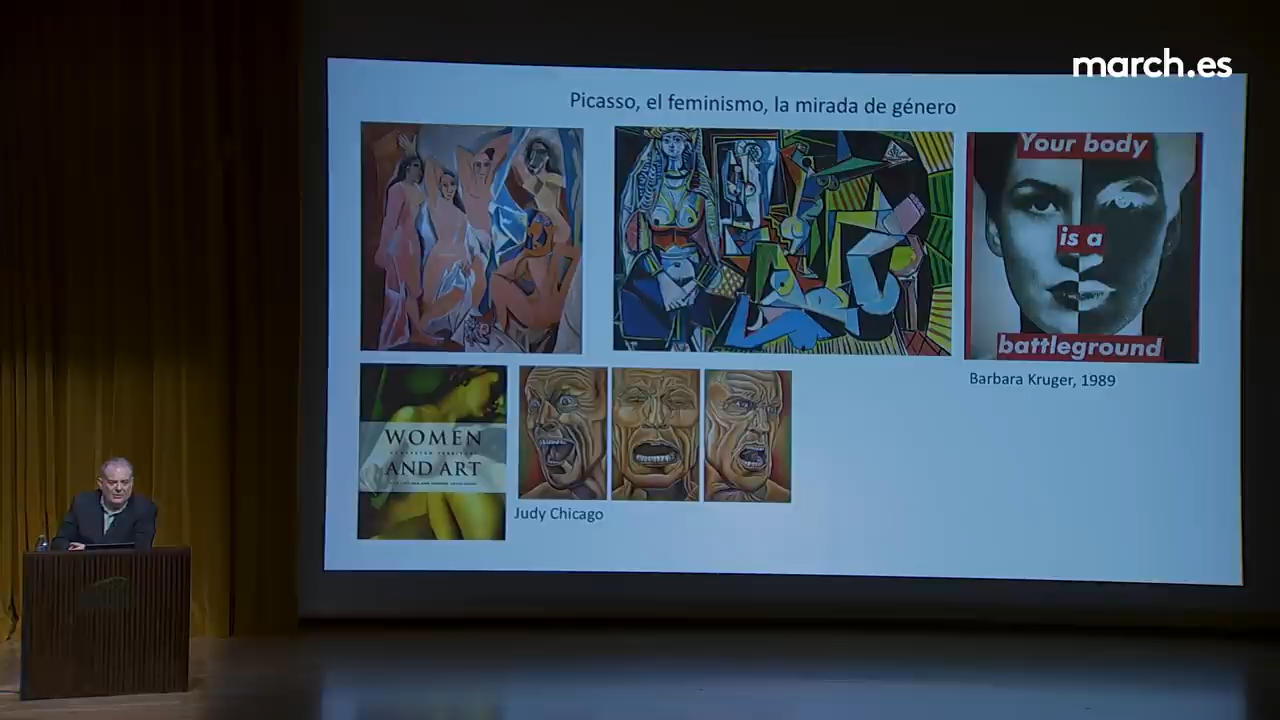 march.es
Picasso, el feminismo, la mirada de género
Your body
is a
battleground
Barbara Kruger, 1989
WOMEN
AND ART
Judy Chicago